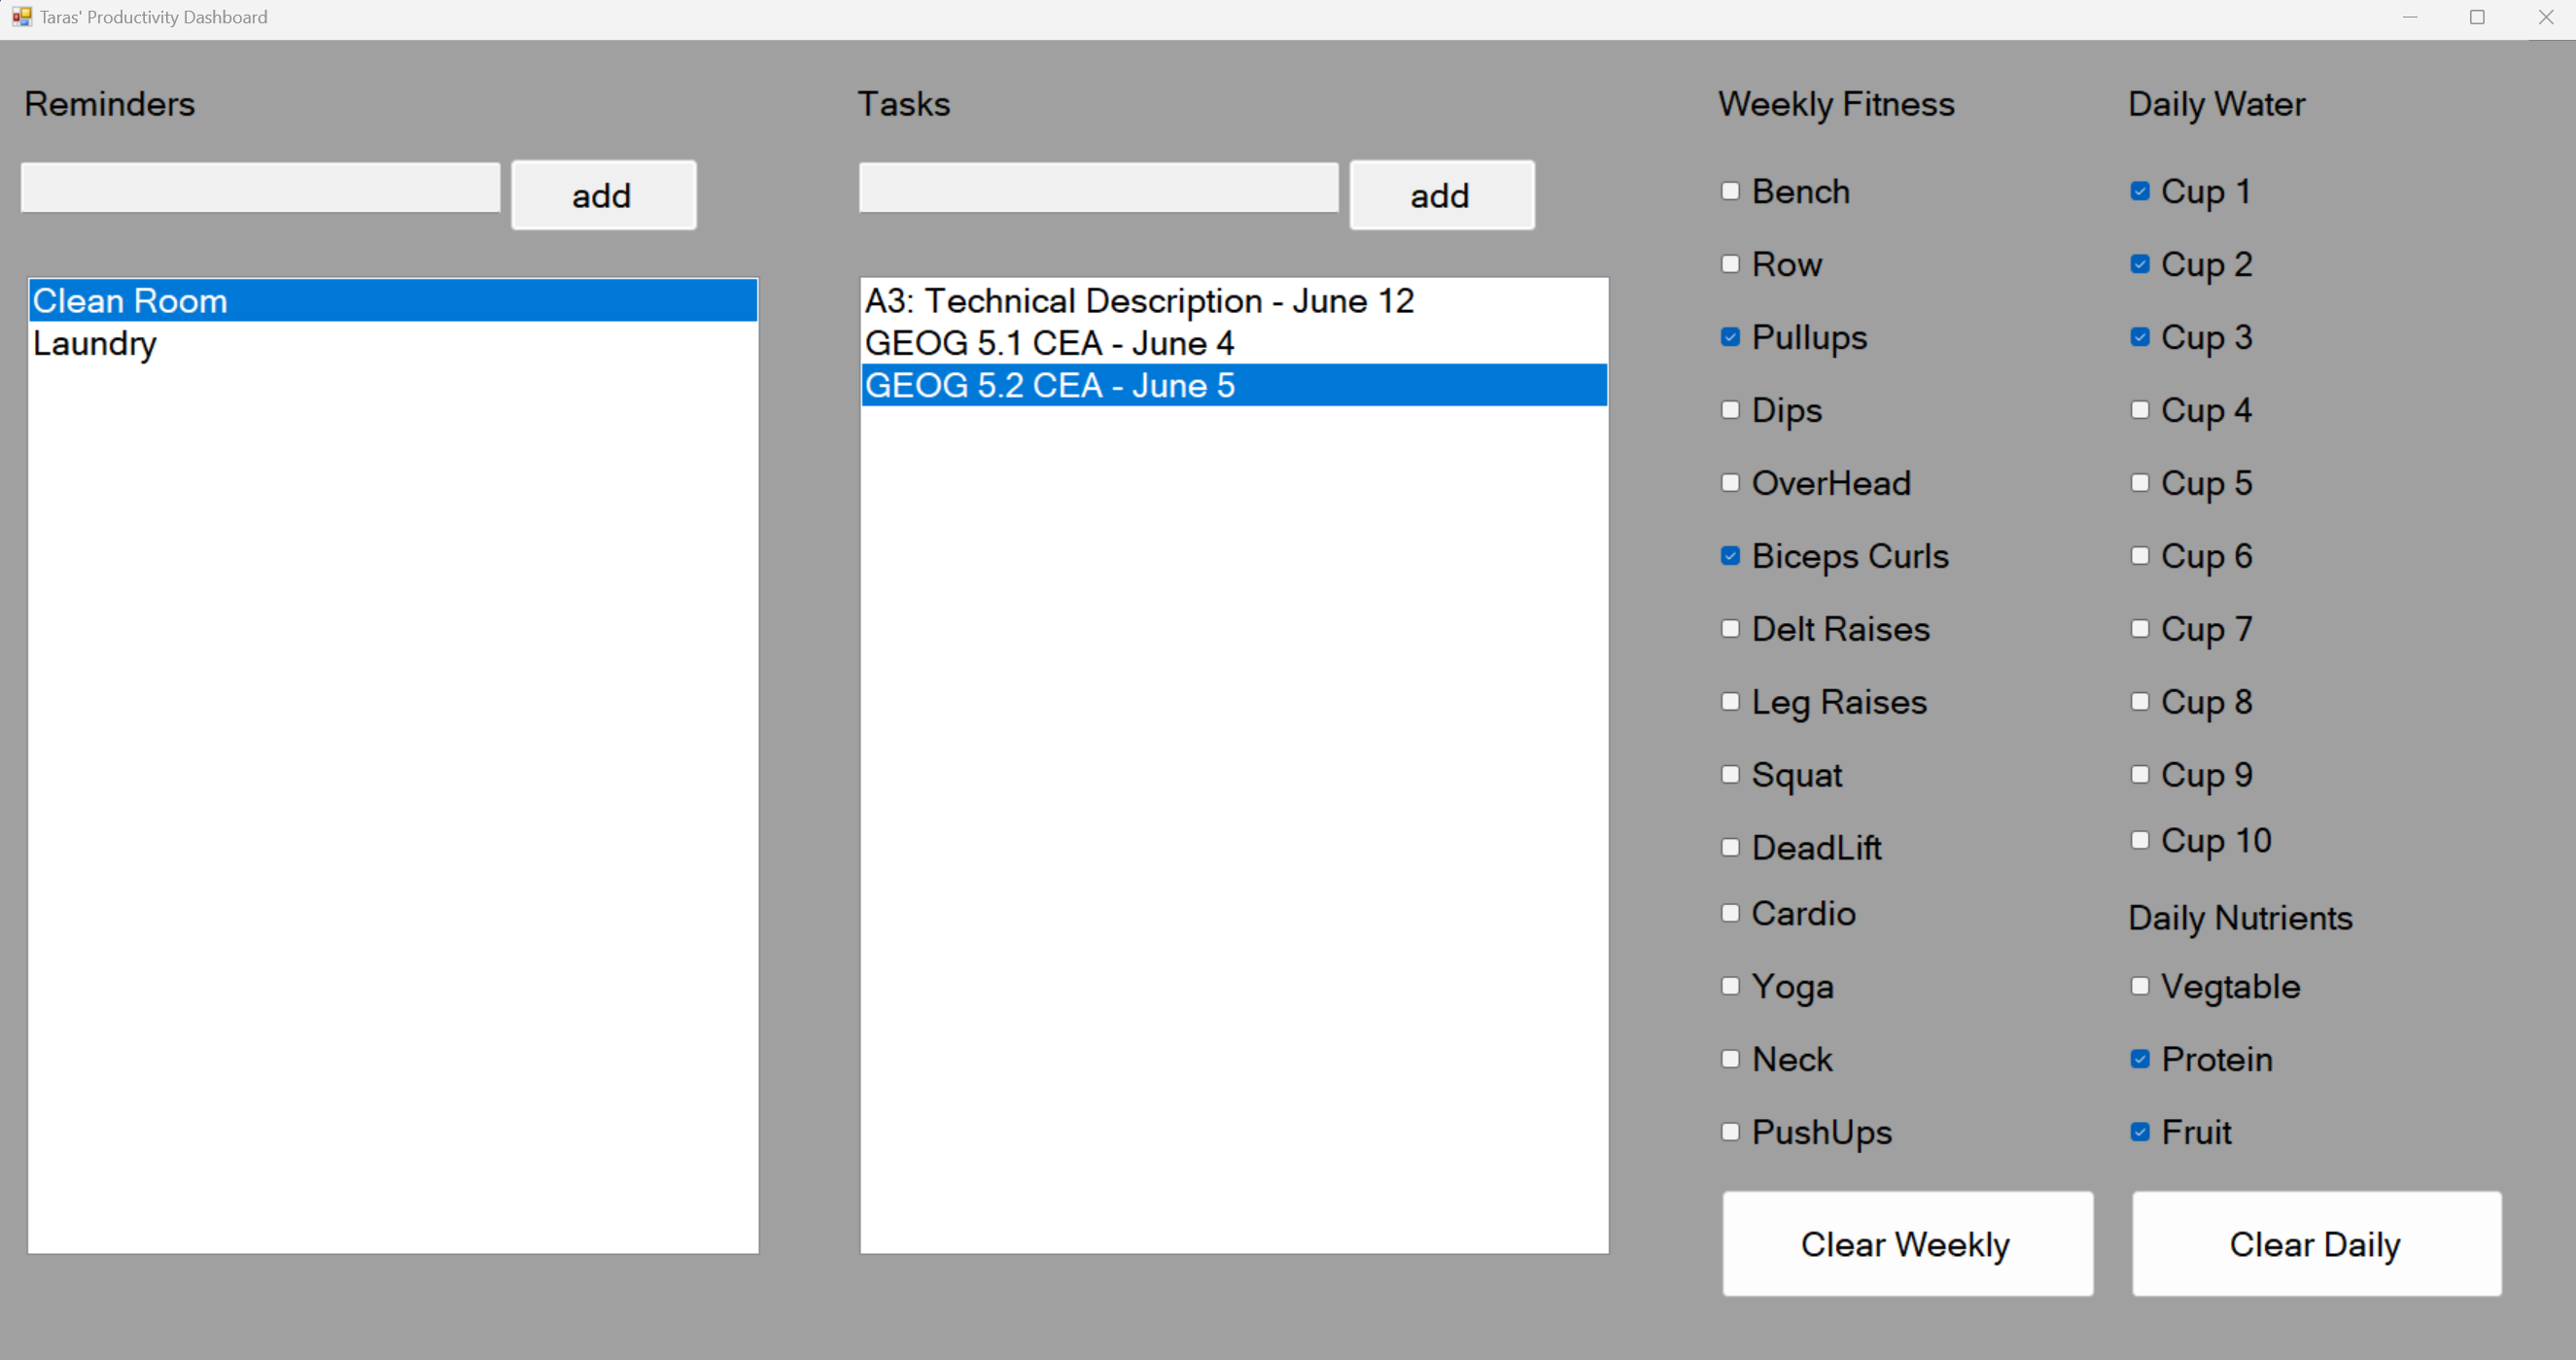 Taras' Productivity Dashboard
Reminders
add
Clean Room
Laundry
Tasks
add
A3: Technical Description - June 12
GEOG 5.1 CEA - June 4
GEOG 5.2 CEA - June 5
Weekly Fitness
Bench
Row
Pullups
Dips
OverHead
Biceps Curls
Delt Raises
Leg Raises
Squat
DeadLift
Cardio
Yoga
Neck
PushUps
Clear Weekly
Daily Water
Cup 1
Cup 2
Cup 3
Cup 4
Cup 5
Cup 6
Cup 7
Cup 8
Cup 9
Cup 10
Daily Nutrients
Vegtable
Protein
Fruit
Clear Daily